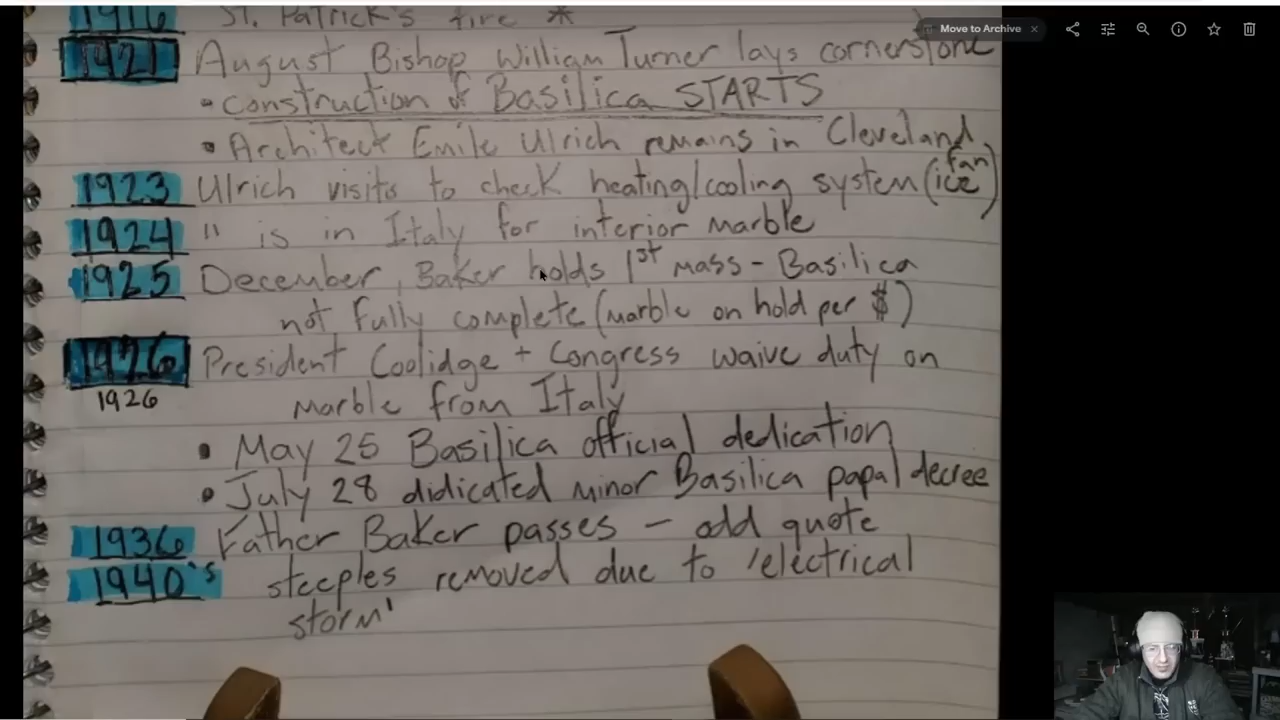 1916 St. Patrick's fire *
Move to Archive
1921 August Bishop William Turner lays cornerstone
• construction of Basilica STARTS
• Architect Emile Ulrich remains in Cleveland
1923 Ulrich visits to check heating/cooling system (ice fan)
1924 " is in Italy for interior marble
1925 December, Baker holds 1st mass - Basilica
not fully complete (marble on hold per $)
1926 President Coolidge + Congress waive duty on
1926
marble from Italy
• May 25 Basilica official dedication
• July 28 didicated minor Basilica papal decree
1936 Father Baker passes - add quote
1940's steeples removed due to 'electrical
storm'